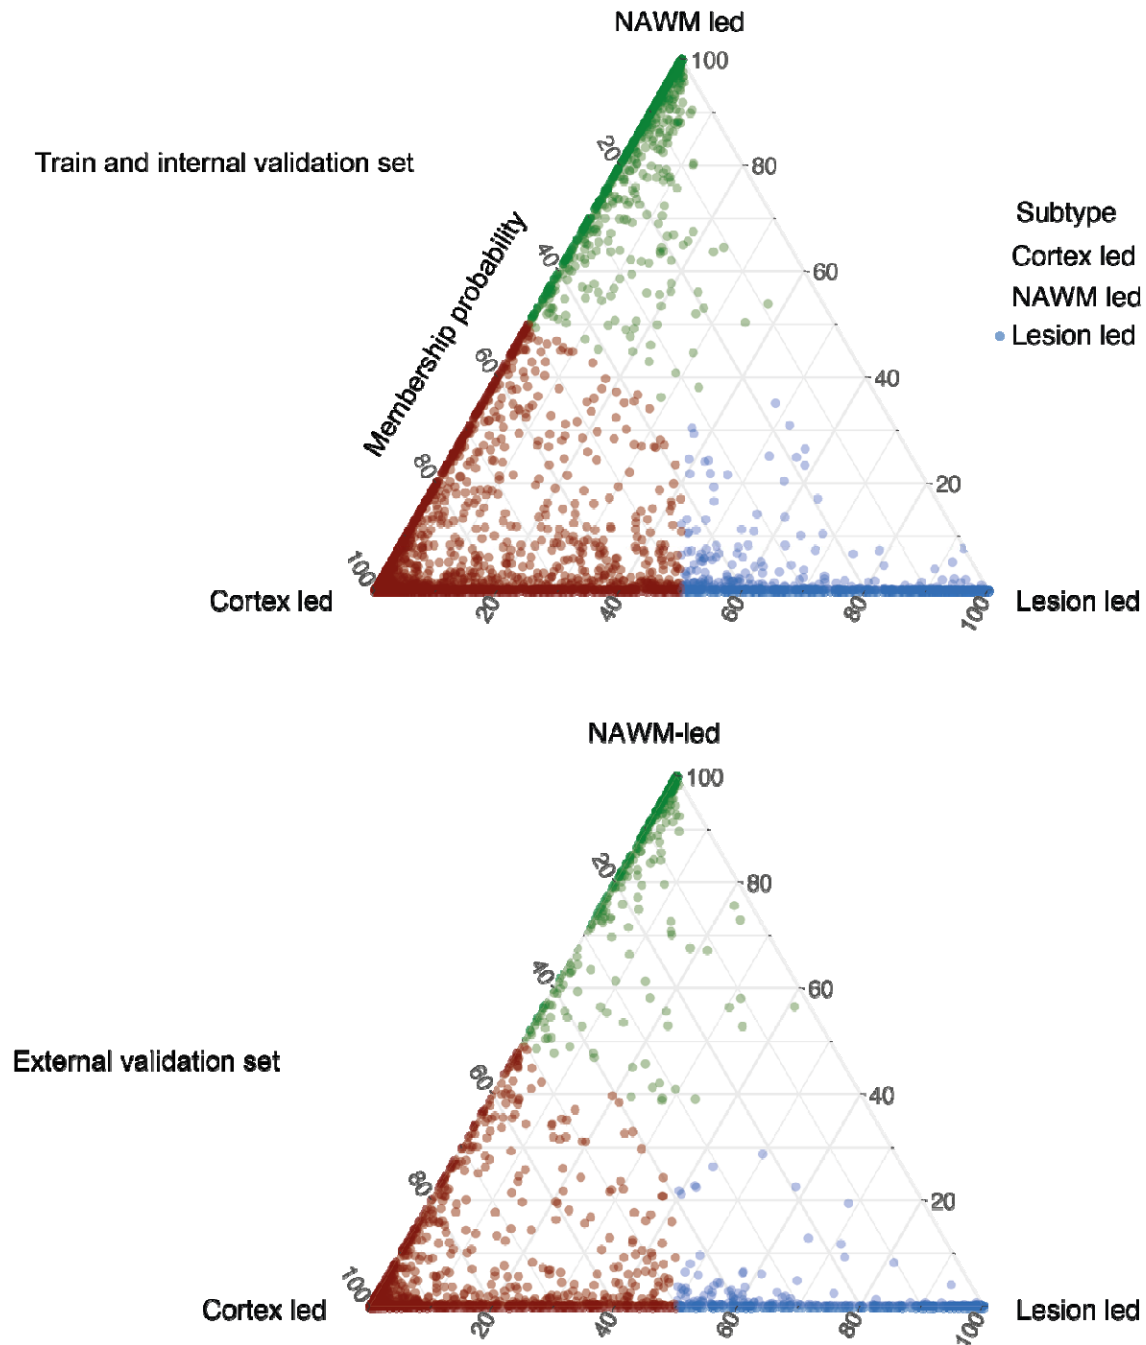 NAWM led
100
20
80
Train and internal validation set
Subtype
Cortex led
NAWM led
Lesion led
40
60
Membership probability
60
40
80
20
100
Cortex led
20
40
60
80
100
Lesion led
NAWM-led
100
20
80
40
60
External validation set
60
40
80
20
100
Cortex led
20
40
60
80
100
Lesion led